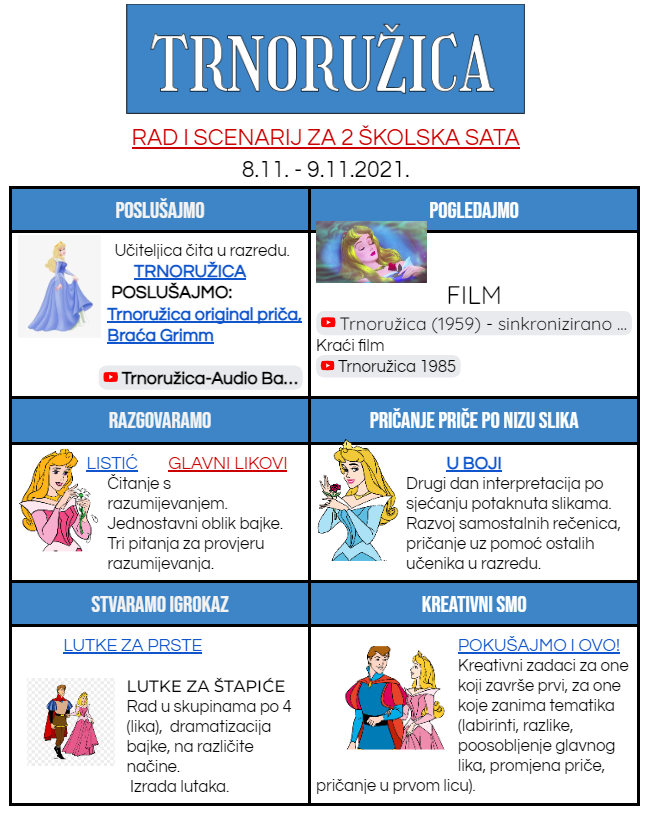 TRNORUŽICA
RAD I SCENARIJ ZA 2 ŠKOLSKA SATA
8.11. - 9.11.2021.
POSLUŠAJMO
Učiteljica čita u razredu.
TRNORUŽICA
POSLUŠAJMO:
Trnoružica original priča,
Braća Grimm
Trnoružica-Audio Ba...
POGLEDAJMO
FILM
Trnoružica (1959) - sinkronizirano ...
Kraći film
Trnoružica 1985
RAZGOVARAMO
LISTIĆ GLAVNI LIKOVI
Čitanje s
razumijevanjem.
Jednostavni oblik bajke.
Tri pitanja za provjeru
razumijevanja.
PRIČANJE PRIČE PO NIZU SLIKA
U BOJI
Drugi dan interpretacija po
sjećanju potaknuta slikama.
Razvoj samostalnih rečenica,
pričanje uz pomoć ostalih
učenika u razredu.
STVARAMO IGROKAZ
LUTKE ZA PRSTE
LUTKE ZA ŠTAPIĆE
Rad u skupinama po 4
(lika), dramatizacija
bajke, na različite
načine.
Izrada lutaka.
KREATIVNI SMO
POKUŠAJMO I OVO!
Kreativni zadaci za one
koji završe prvi, za one
koje zanima tematika
(labirinti, razlike,
poosobljenje glavnog
lika, promjena priče,
pričanje u prvom licu).